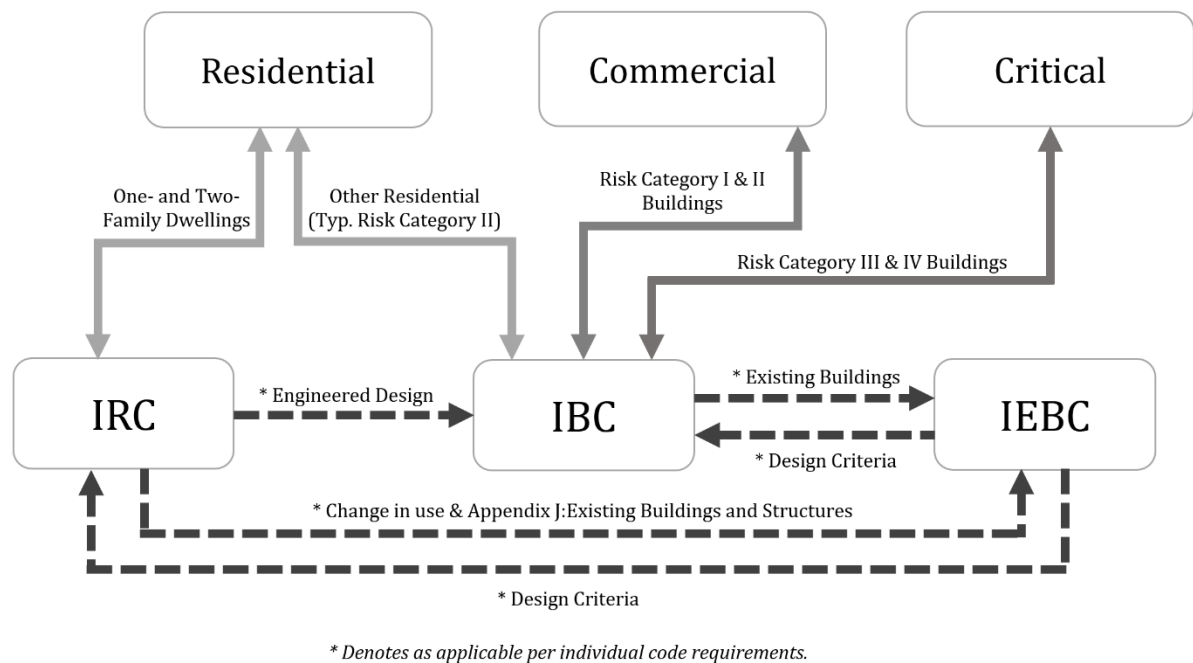 Residential
Commercial
Critical
One- and Two-
Family Dwellings
Other Residential
(Typ. Risk Category II)
Risk Category I & II
Buildings
Risk Category III & IV Buildings
IRC
* Engineered Design
IBC
* Existing Buildings
* Design Criteria
IEBC
* Change in use & Appendix J:Existing Buildings and Structures
* Design Criteria
* Denotes as applicable per individual code requirements.